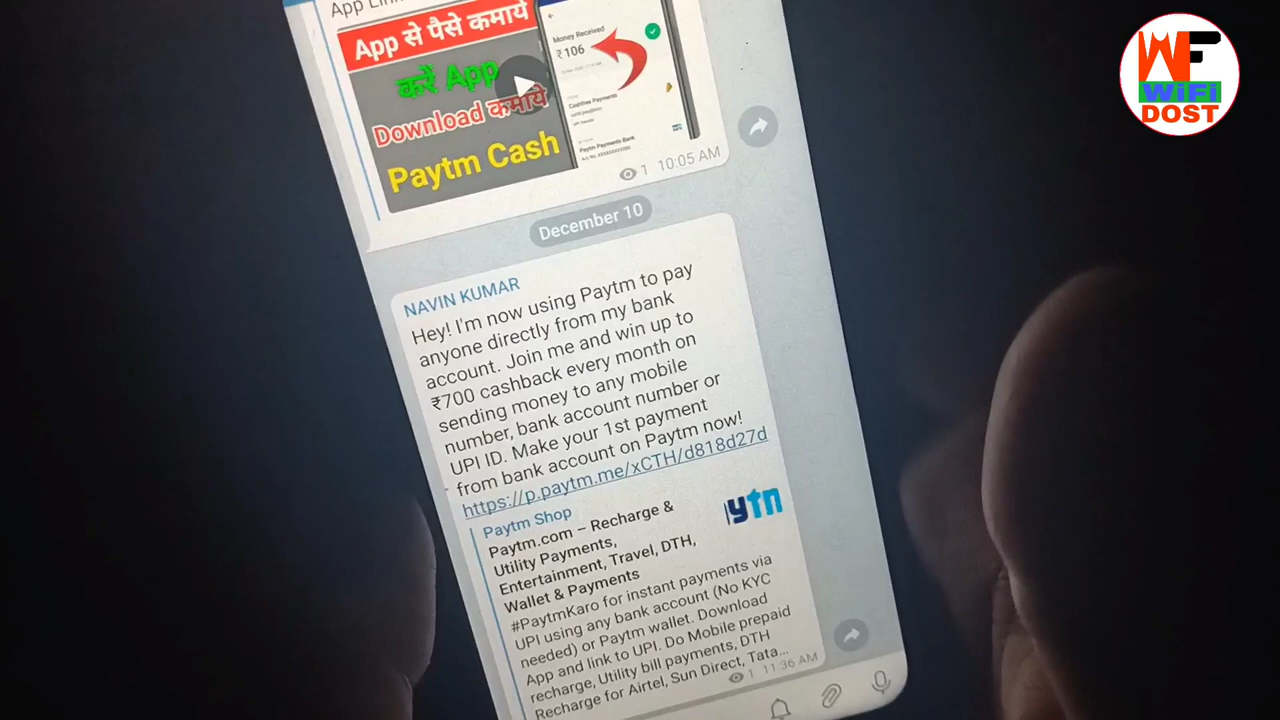 App Lin
App से पैसे कमाये
करें App
Download कमाये
Paytm Cash
Money Received
₹106
Cashfree Payments
Paytm Payments Bank
1 10:05 AM
December 10
NAVIN KUMAR
Hey! I'm now using Paytm to pay
anyone directly from my bank
account. Join me and win up to
₹700 cashback every month on
sending money to any mobile
number, bank account number or
UPI ID. Make your 1st payment
from bank account on Paytm now!
https://p.paytm.me/xCTH/d818d27d
Paytm Shop
Paytm.com – Recharge &
Utility Payments,
Entertainment, Travel, DTH,
Wallet & Payments
ytn
#PaytmKaro for instant payments via
UPI using any bank account (No KYC
needed) or Paytm wallet. Download
App and link to UPI. Do Mobile prepaid
recharge, Utility bill payments, DTH
Recharge for Airtel, Sun Direct, Tata...
1 11:36 AM
WF
WiFi
DOST